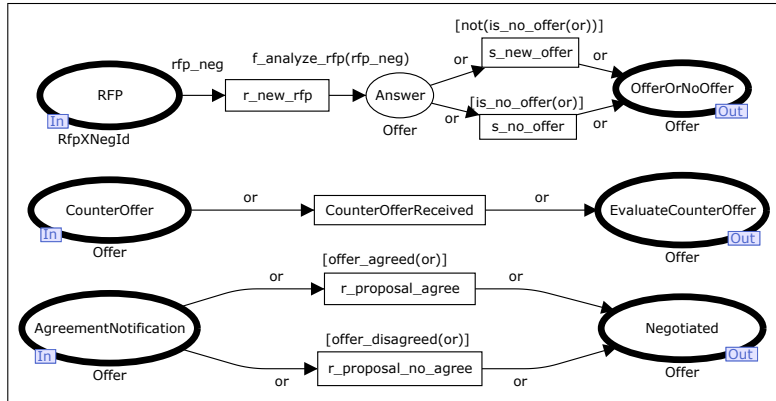 [not(is_no_offer(or))]
rfp_neg
f_analyze_rfp(rfp_neg)
or
s_new_offer
or
RFP
r_new_rfp
Answer
OfferOrNoOffer
[is_no_offer(or)]
In
Out
or
s_no_offer
or
RfpXNegId
Offer
Offer
CounterOffer
or
CounterOfferReceived
or
EvaluateCounterOffer
In
Out
Offer
Offer
[offer_agreed(or)]
or
r_proposal_agree
or
AgreementNotification
Negotiated
[offer_disagreed(or)]
In
Out
Offer
r_proposal_no_agree
Offer
or
or